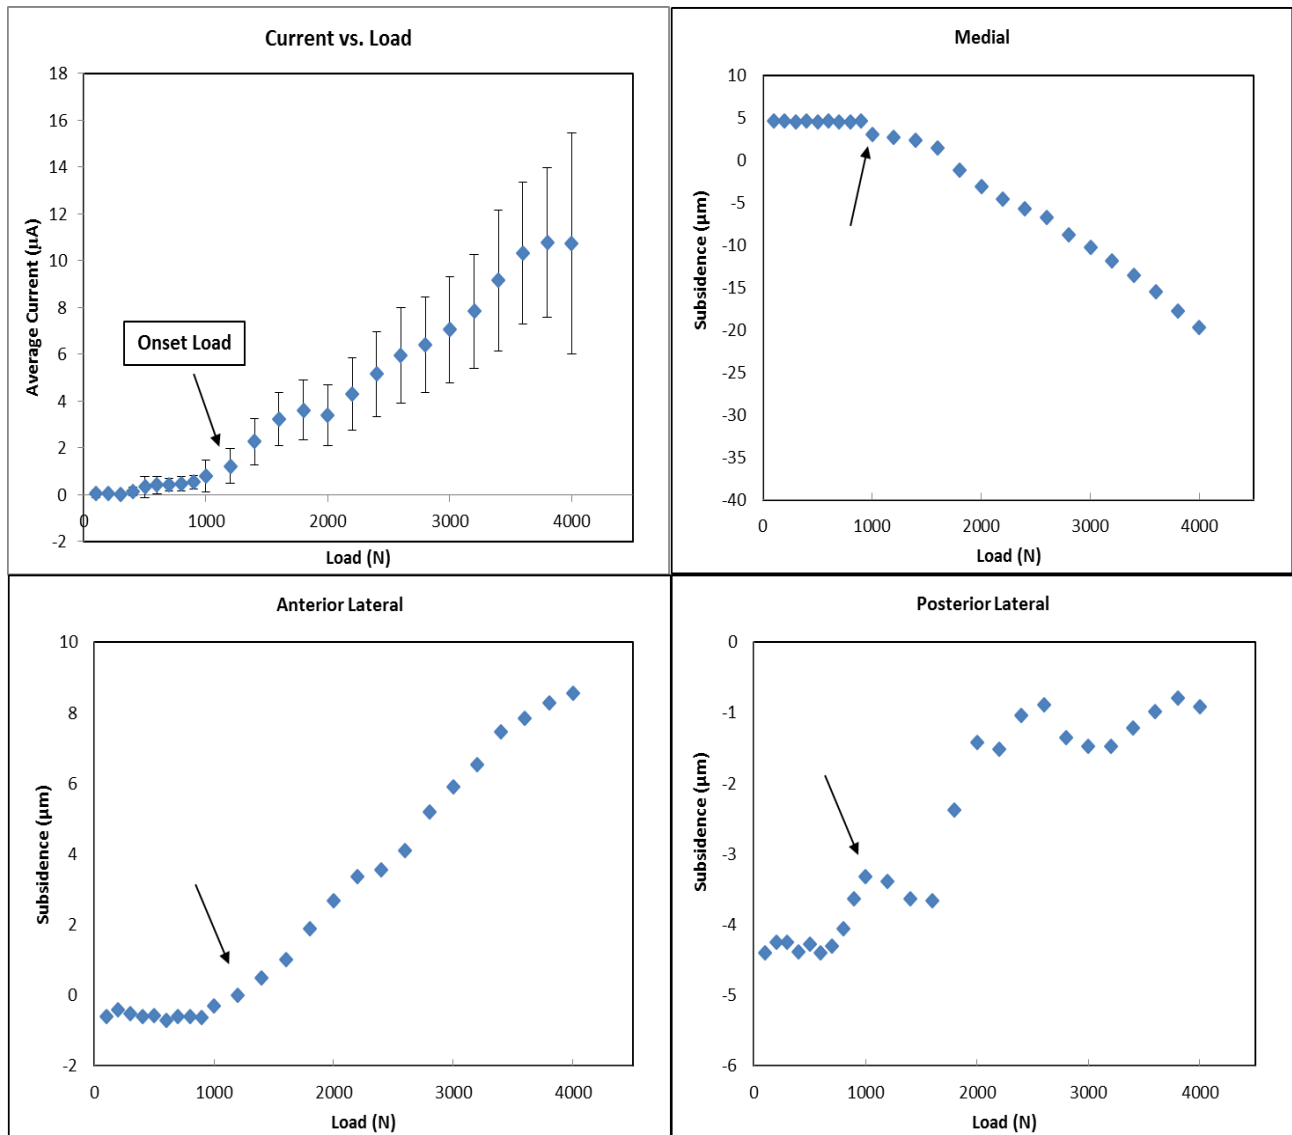 Current vs. Load
18
16
14
12
10
8
6
4
2
0
-2
Average Current (µA)
Onset Load
0 1000 2000 3000 4000
Load (N)
Medial
10
5
0
-5
-10
-15
-20
-25
-30
-35
-40
Subsidence (µm)
0 1000 2000 3000 4000
Load (N)
Anterior Lateral
10
8
6
4
2
0
-2
Subsidence (µm)
0 1000 2000 3000 4000
Load (N)
Posterior Lateral
-0
-1
-2
-3
-4
-5
-6
Subsidence (µm)
0 1000 2000 3000 4000
Load (N)